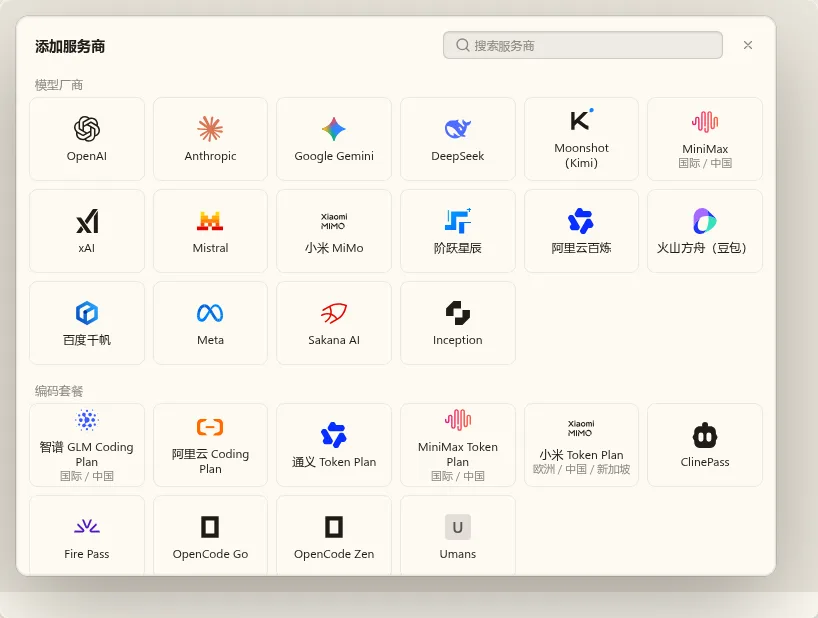 添加服务商
搜索服务商
模型厂商
OpenAI
Anthropic
Google Gemini
DeepSeek
Moonshot
(Kimi)
MiniMax
国际 / 中国
xAI
Mistral
Xiaomi
MiMO
小米 MiMo
阶跃星辰
阿里云百炼
火山方舟（豆包）
百度千帆
Meta
Sakana AI
Inception
编码套餐
智谱 GLM Coding
Plan
国际 / 中国
阿里云 Coding
Plan
通义 Token Plan
MiniMax Token
Plan
国际 / 中国
Xiaomi
MiMO
小米 Token Plan
欧洲 / 中国 / 新加坡
ClinePass
Fire Pass
OpenCode Go
OpenCode Zen
U
Umans